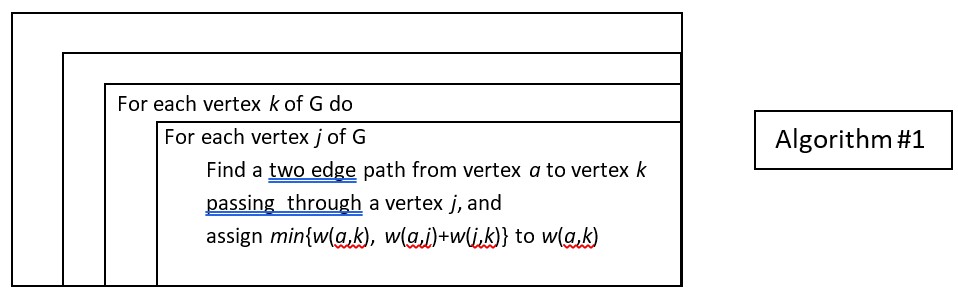 For each vertex k of G do
For each vertex j of G
Find a two edge path from vertex a to vertex k
passing through a vertex j, and
assign min{w(a,k), w(a,j)+w(j,k)} to w(a,k)
Algorithm #1